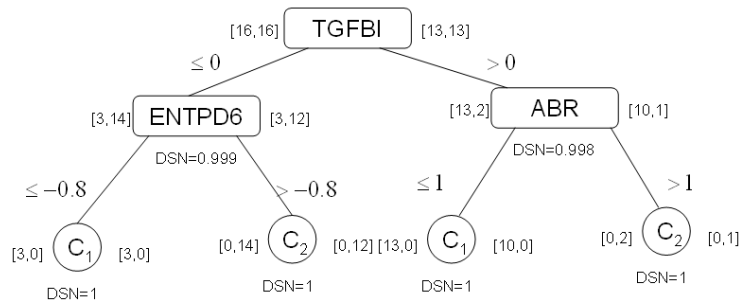 [16,16] TGFBI [13,13]
≤ 0 > 0
[3,14] ENTPD6 [3,12] [13,2] ABR [10,1]
DSN=0.999 DSN=0.998
≤ −0.8 > −0.8 ≤ 1 > 1
[3,0] C1 [3,0] [0,14] C2 [0,12] [13,0] C1 [10,0] [0,2] C2 [0,1]
DSN=1 DSN=1 DSN=1 DSN=1